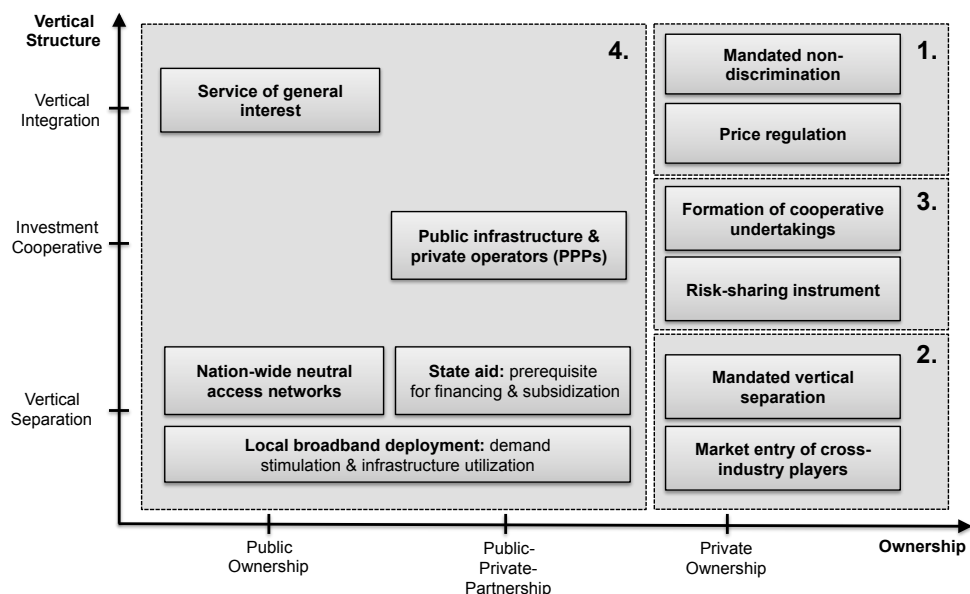 Vertical
Structure
4.
1.
Mandated non-
discrimination
Service of general
interest
Vertical
Integration
Price regulation
3.
Formation of cooperative
undertakings
Investment
Cooperative
Public infrastructure &
private operators (PPPs)
Risk-sharing instrument
2.
Nation-wide neutral
access networks
State aid: prerequisite
for financing & subsidization
Mandated vertical
separation
Vertical
Separation
Local broadband deployment: demand
stimulation & infrastructure utilization
Market entry of cross-
industry players
Public
Ownership
Public-
Private-
Partnership
Private
Ownership
Ownership